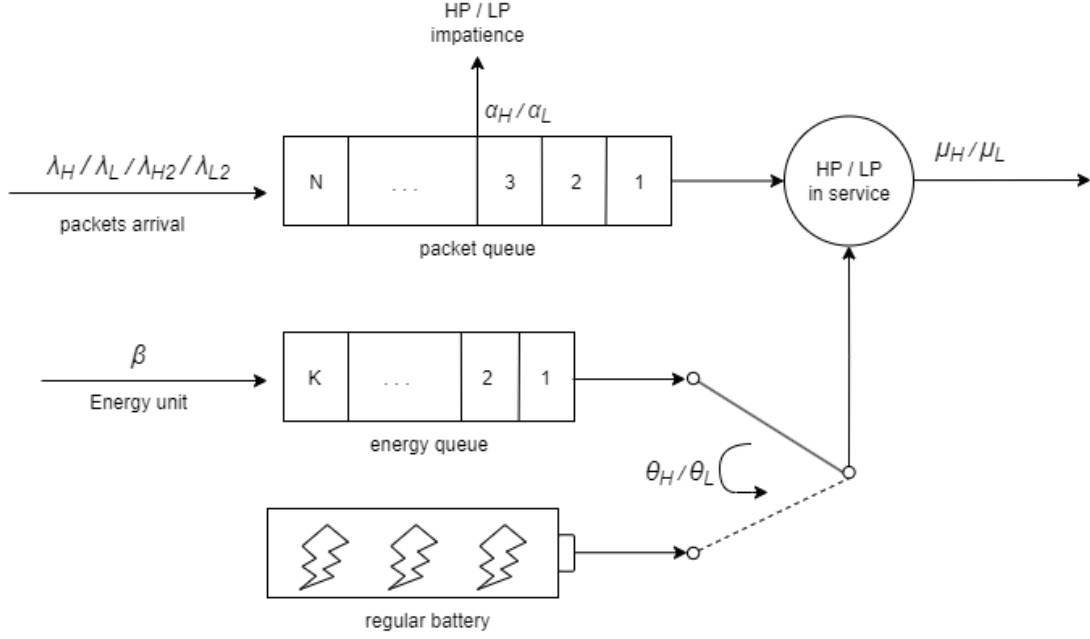 HP / LP
impatience
α_H / α_L
λ_H / λ_L / λ_H2 / λ_L2
packets arrival
N
. . .
3
2
1
packet queue
HP / LP
in service
μ_H / μ_L
β
Energy unit
K
. . .
2
1
energy queue
θ_H / θ_L
regular battery